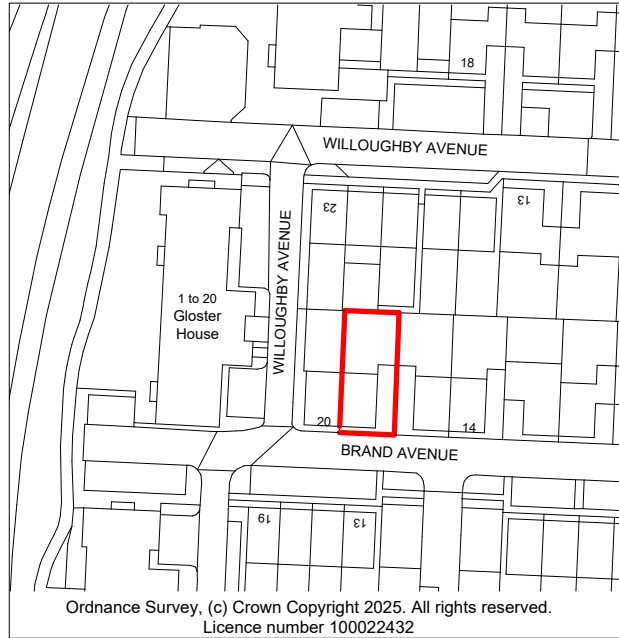 18
WILLOUGHBY AVENUE
23
13
WILLOUGHBY AVENUE
1 to 20
Gloster
House
20
14
BRAND AVENUE
19
13
Ordnance Survey, (c) Crown Copyright 2025. All rights reserved.
Licence number 100022432